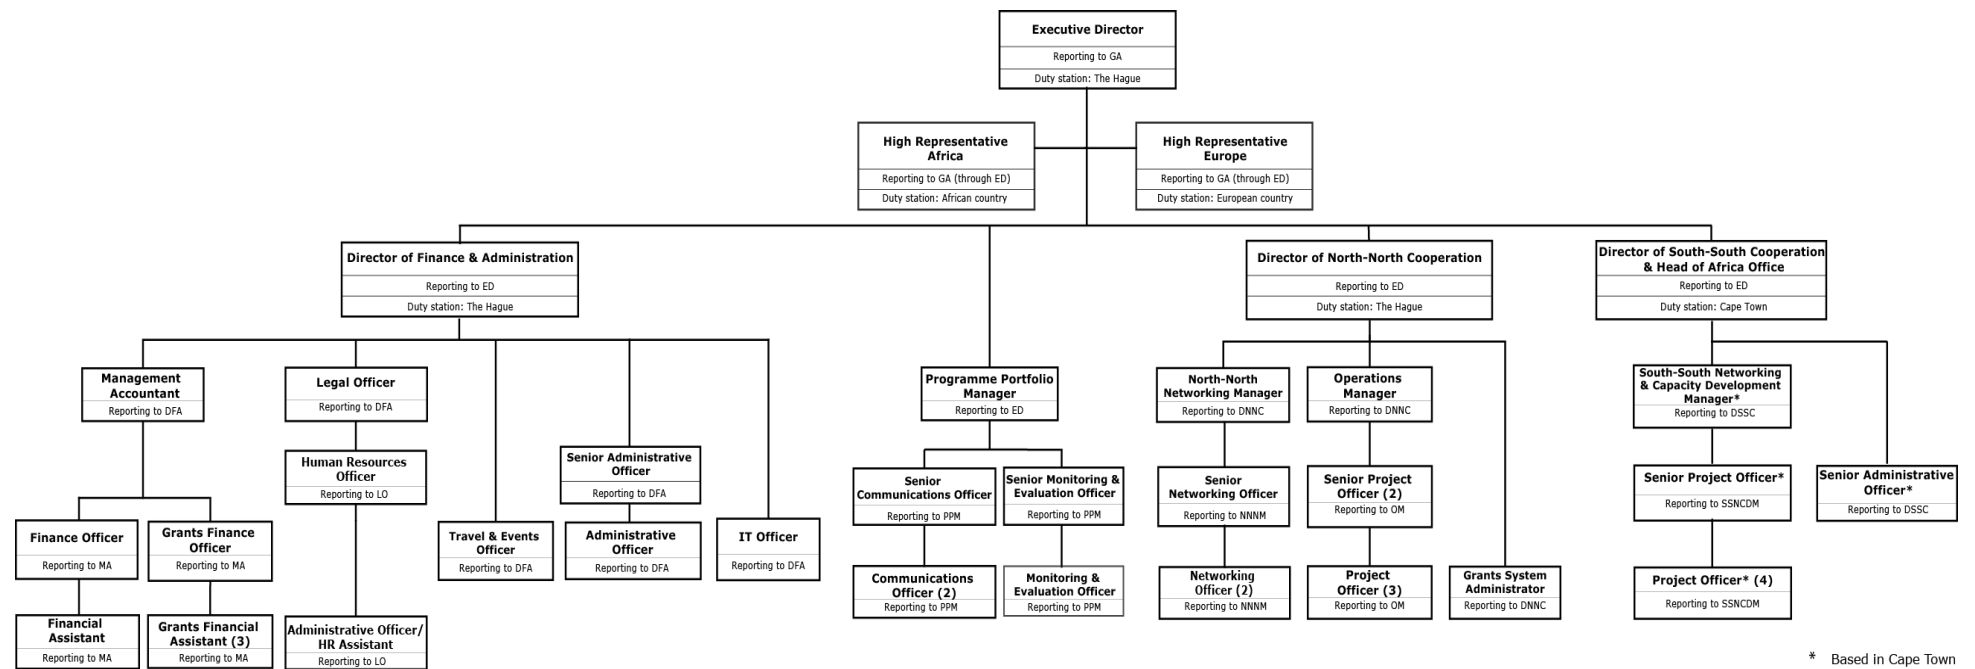 Executive Director
Reporting to GA
Duty station: The Hague
High Representative
Africa
Reporting to GA (through ED)
Duty station: African country
High Representative
Europe
Reporting to GA (through ED)
Duty station: European country
Director of Finance & Administration
Reporting to ED
Duty station: The Hague
Director of North-North Cooperation
Reporting to ED
Duty station: The Hague
Director of South-South Cooperation
& Head of Africa Office
Reporting to ED
Duty station: Cape Town
Management
Accountant
Reporting to DFA
Legal Officer
Reporting to DFA
Human Resources
Officer
Reporting to LO
Senior Administrative
Officer
Reporting to DFA
Programme Portfolio
Manager
Reporting to ED
North-North
Networking Manager
Reporting to DNNC
Operations
Manager
Reporting to DNNC
South-South Networking
& Capacity Development
Manager*
Reporting to DSSC
Senior
Communications Officer
Reporting to PPM
Senior Monitoring &
Evaluation Officer
Reporting to PPM
Senior
Networking Officer
Reporting to NNNM
Senior Project
Officer (2)
Reporting to OM
Senior Project Officer*
Reporting to SSNCDM
Senior Administrative
Officer*
Reporting to DSSC
Finance Officer
Reporting to MA
Grants Finance
Officer
Reporting to MA
Travel & Events
Officer
Reporting to DFA
Administrative
Officer
Reporting to DFA
IT Officer
Reporting to DFA
Communications
Officer (2)
Reporting to PPM
Monitoring &
Evaluation Officer
Reporting to PPM
Networking
Officer (2)
Reporting to NNNM
Project
Officer (3)
Reporting to OM
Grants System
Administrator
Reporting to DNNC
Project Officer* (4)
Reporting to SSNCDM
Financial
Assistant
Reporting to MA
Grants Financial
Assistant (3)
Reporting to MA
Administrative Officer/
HR Assistant
Reporting to LO
* Based in Cape Town